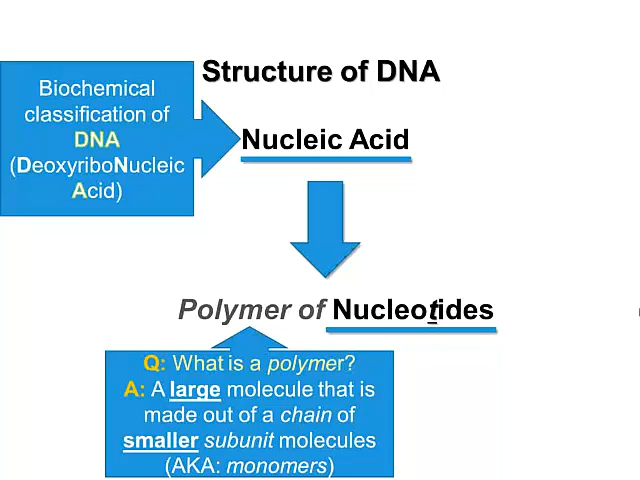 Structure of DNA
Biochemical
classification of
DNA
(DeoxyriboNucleic
Acid)
Nucleic Acid
Polymer of Nucleotides
Q: What is a polymer?
A: A large molecule that is
made out of a chain of
smaller subunit molecules
(AKA: monomers)